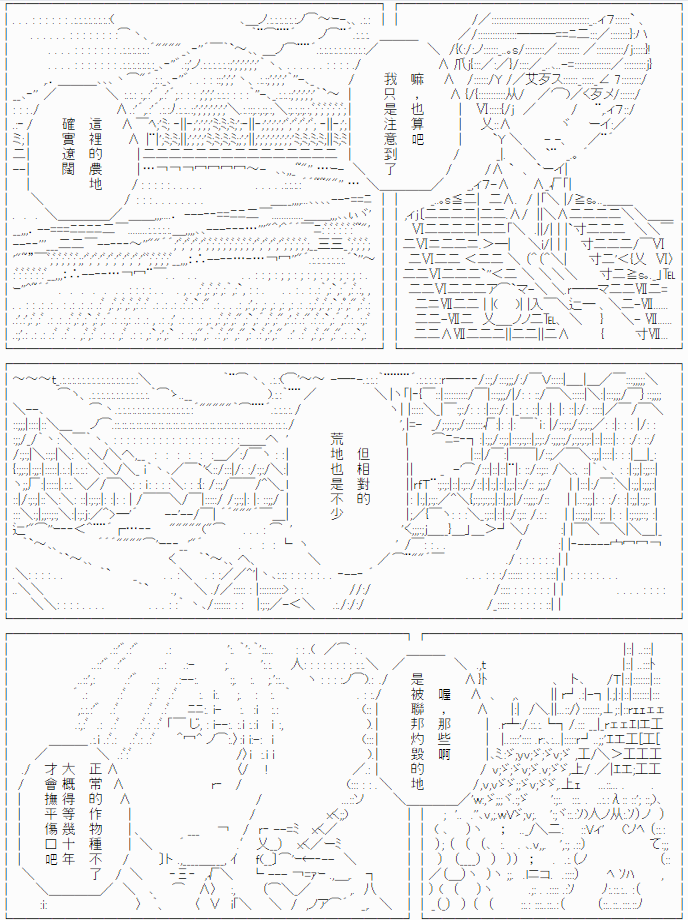 嘛，也算吧
我只是注意到了
這裡的農地
確實遼闊
但相對的
荒地也是不少
喔，那些啊
是被聯邦灼毀的地
正常的作物種不了
大概得等幾十年
才會撫平傷口吧